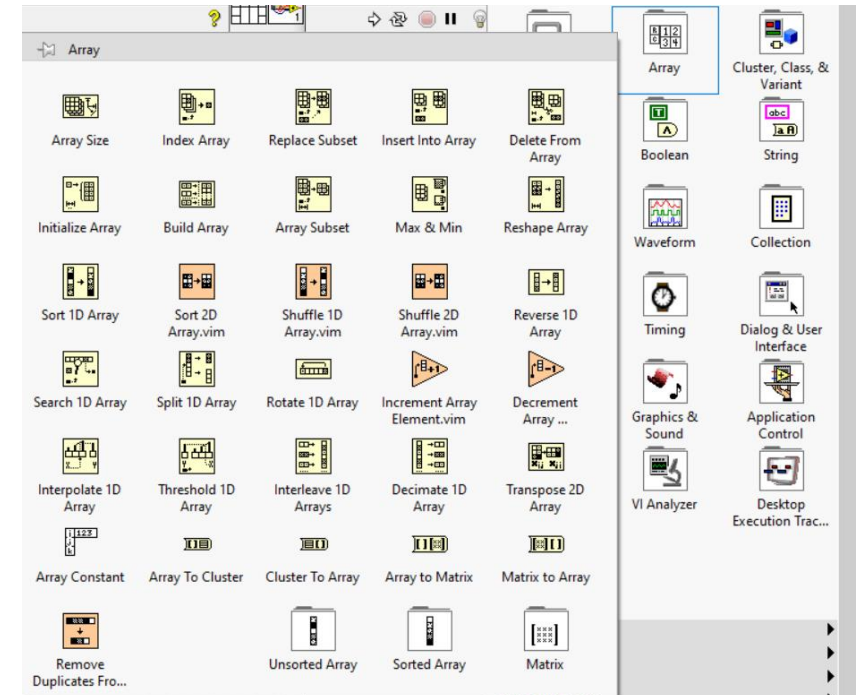 Array
Array Size
Index Array
Replace Subset
Insert Into Array
Delete From
Array
Initialize Array
Build Array
Array Subset
Max & Min
Reshape Array
Sort 1D Array
Sort 2D
Array.vim
Shuffle 1D
Array.vim
Shuffle 2D
Array.vim
Reverse 1D
Array
Search 1D Array
Split 1D Array
Rotate 1D Array
Increment Array
Element.vim
Decrement
Array ...
Interpolate 1D
Array
Threshold 1D
Array
Interleave 1D
Arrays
Decimate 1D
Array
Transpose 2D
Array
Array Constant
Array To Cluster
Cluster To Array
Array to Matrix
Matrix to Array
Remove
Duplicates Fro...
Unsorted Array
Sorted Array
Matrix
Array
Cluster, Class, &
Variant
Boolean
String
Waveform
Collection
Timing
Dialog & User
Interface
Graphics &
Sound
Application
Control
VI Analyzer
Desktop
Execution Trac...